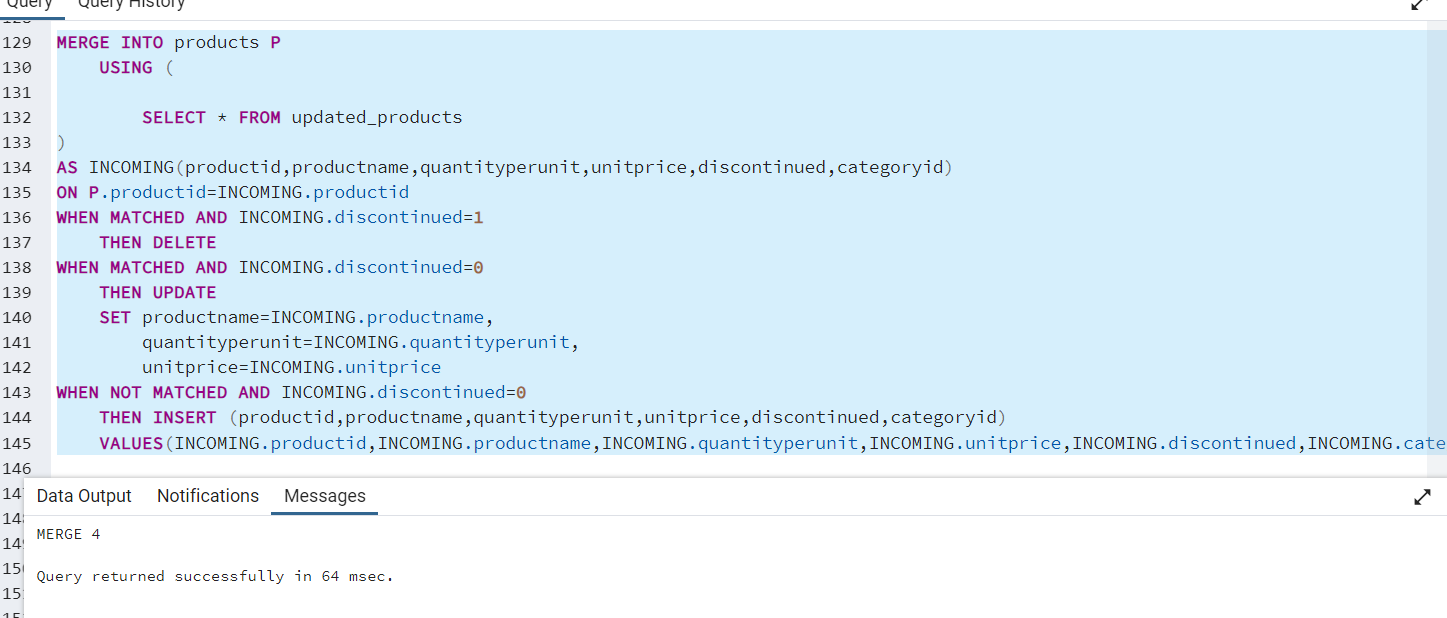 Query Query History
128
129 MERGE INTO products P
130 USING (
131
132 SELECT * FROM updated_products
133 )
134 AS INCOMING(productid,productname,quantityperunit,unitprice,discontinued,categoryid)
135 ON P.productid=INCOMING.productid
136 WHEN MATCHED AND INCOMING.discontinued=1
137 THEN DELETE
138 WHEN MATCHED AND INCOMING.discontinued=0
139 THEN UPDATE
140 SET productname=INCOMING.productname,
141 quantityperunit=INCOMING.quantityperunit,
142 unitprice=INCOMING.unitprice
143 WHEN NOT MATCHED AND INCOMING.discontinued=0
144 THEN INSERT (productid,productname,quantityperunit,unitprice,discontinued,categoryid)
145 VALUES(INCOMING.productid,INCOMING.productname,INCOMING.quantityperunit,INCOMING.unitprice,INCOMING.discontinued,INCOMING.cate
146
Data Output Notifications Messages
MERGE 4
Query returned successfully in 64 msec.